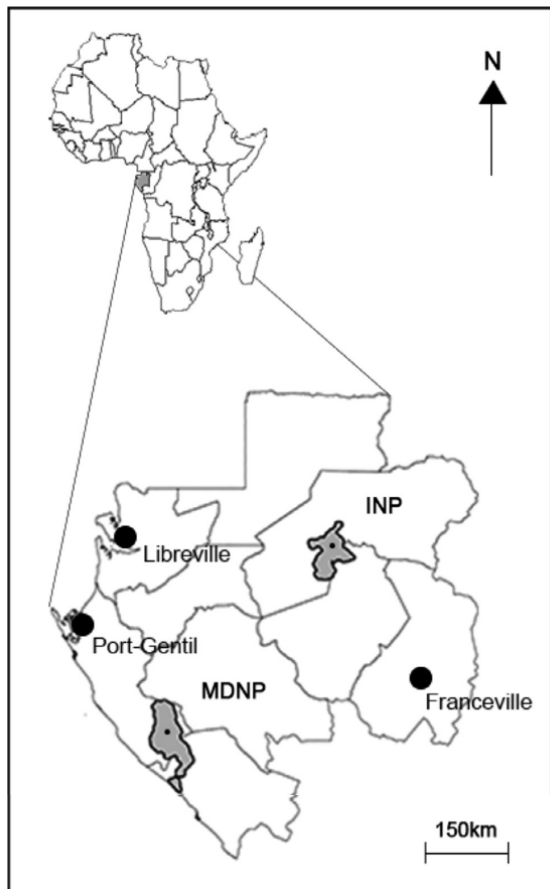 N
INP
Libreville
Port-Gentil
MDNP
Franceville
150km